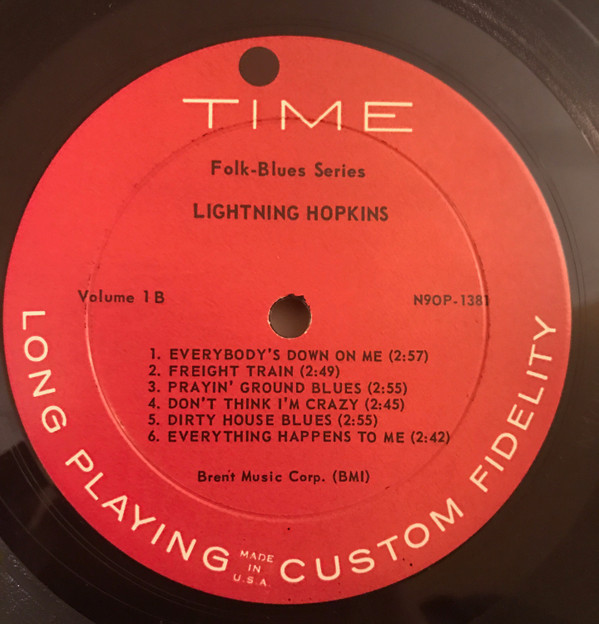 TIME
Folk-Blues Series
LIGHTNING HOPKINS
Volume 1 B
N9OP-1381
1. EVERYBODY'S DOWN ON ME (2:57)
2. FREIGHT TRAIN (2:49)
3. PRAYIN' GROUND BLUES (2:55)
4. DON'T THINK I'M CRAZY (2:45)
5. DIRTY HOUSE BLUES (2:55)
6. EVERYTHING HAPPENS TO ME (2:42)
Brent Music Corp. (BMI)
LONG PLAYING CUSTOM FIDELITY
MADE
IN
U.S.A.